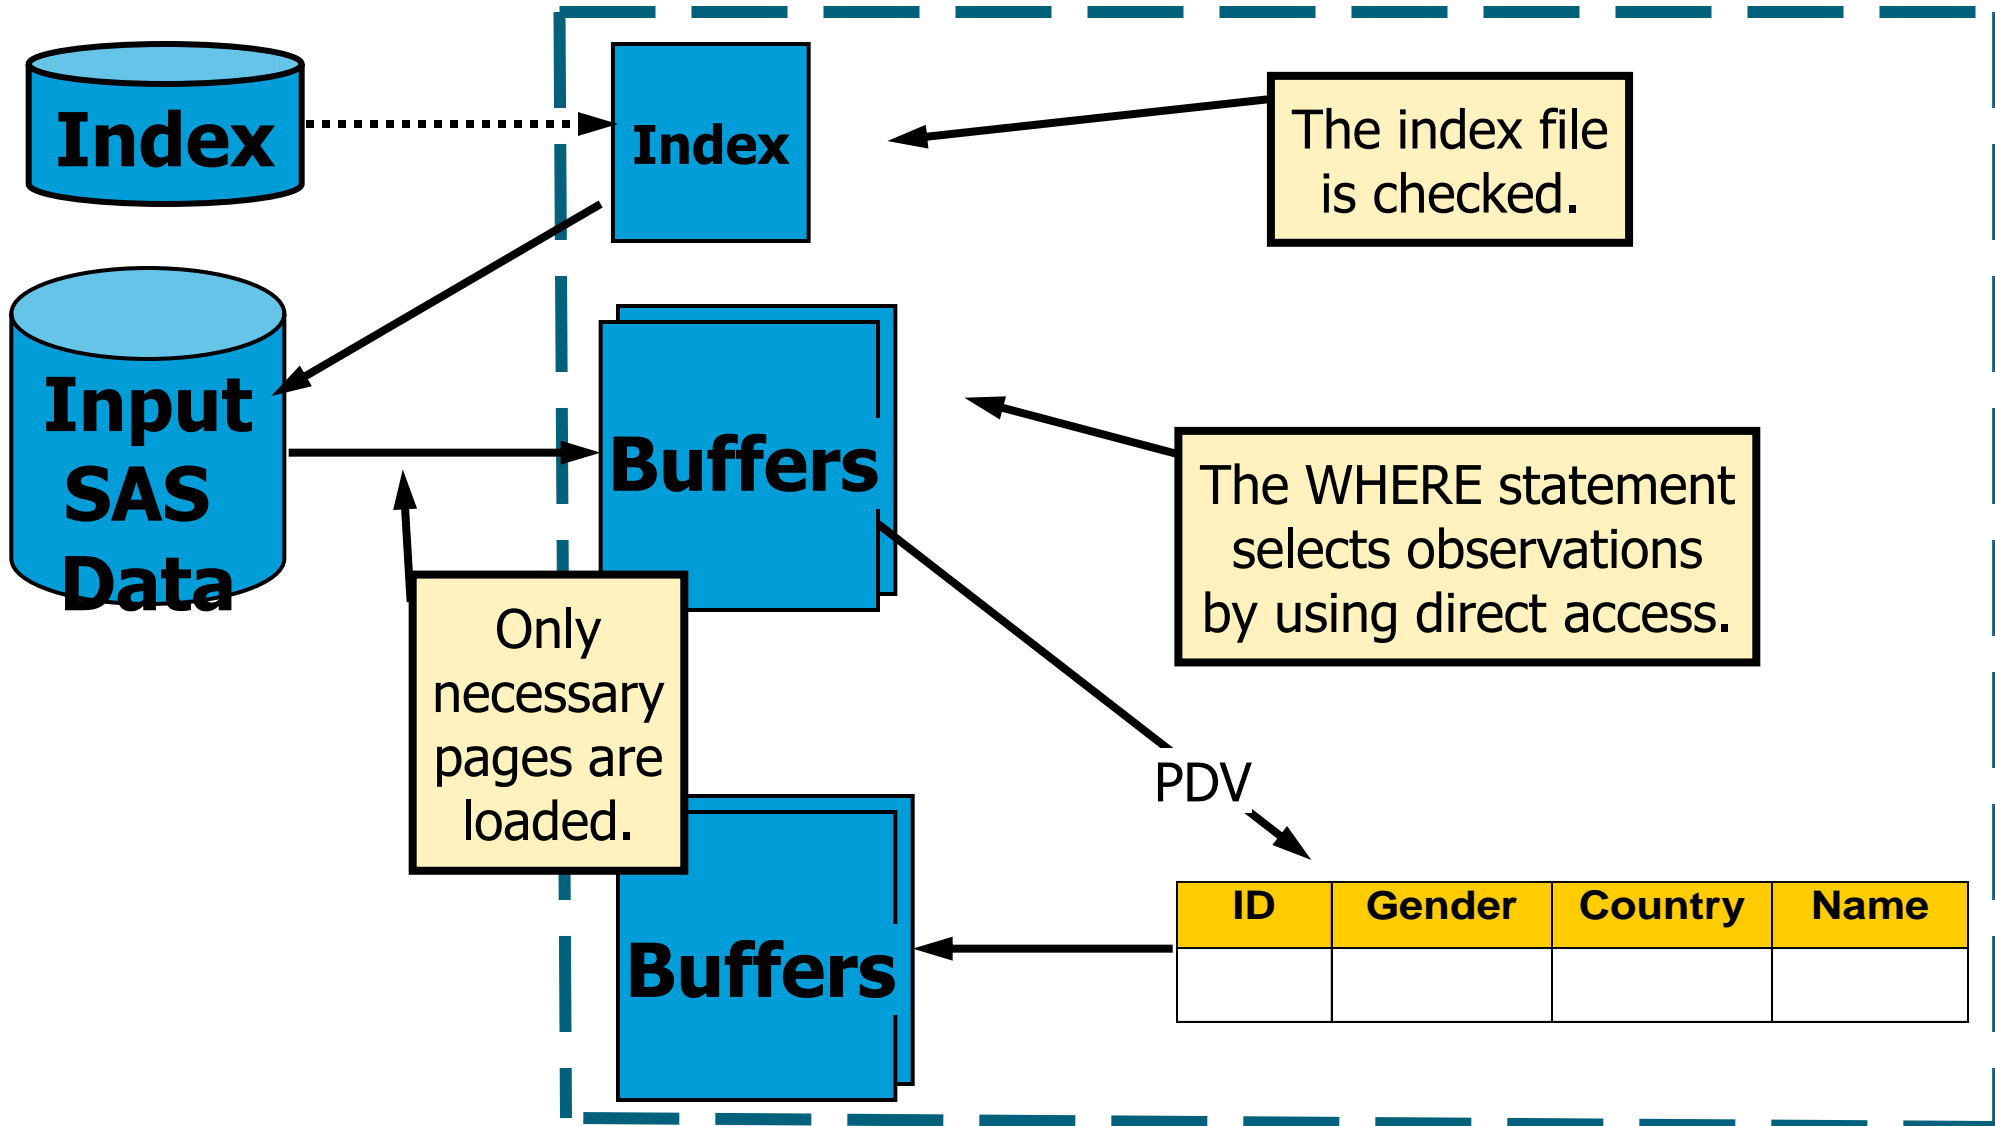 Index
Index
The index file
is checked.
Input
SAS
Data
Buffers
The WHERE statement
selects observations
by using direct access.
Only
necessary
pages are
loaded.
PDV
ID Gender Country Name
Buffers